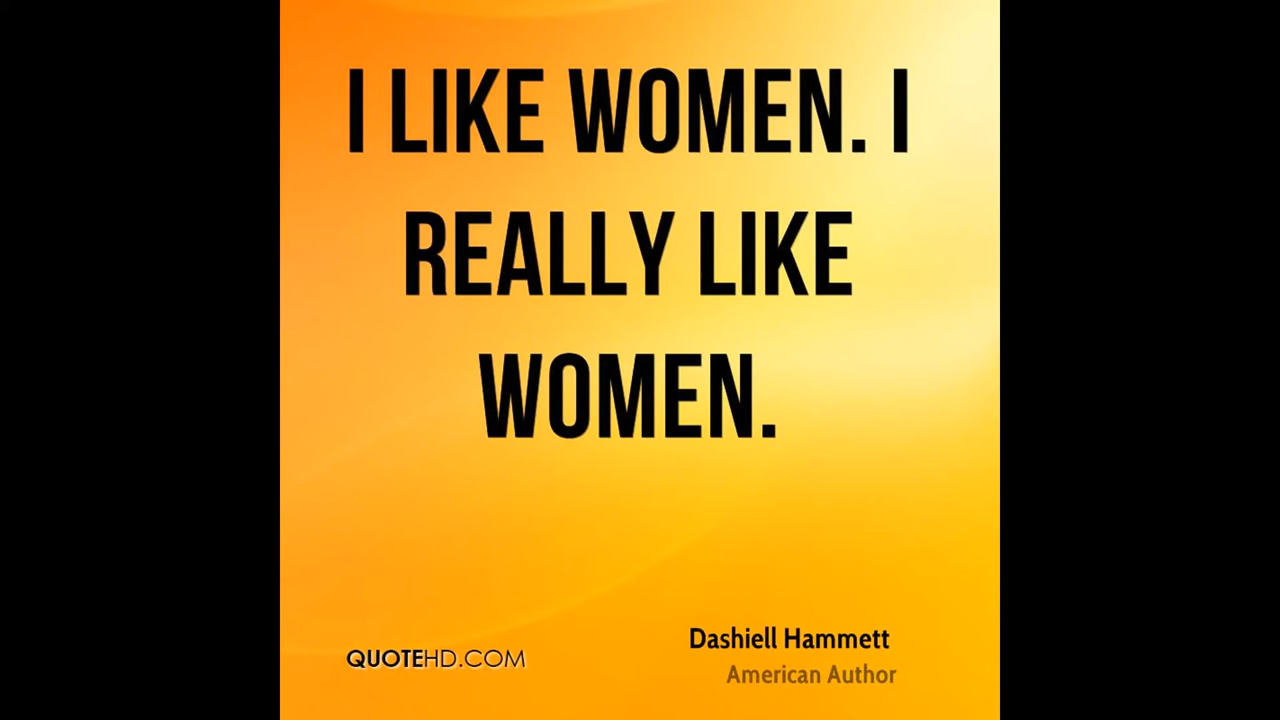 I LIKE WOMEN. I
REALLY LIKE
WOMEN.
Dashiell Hammett
QUOTEHD.COM
American Author